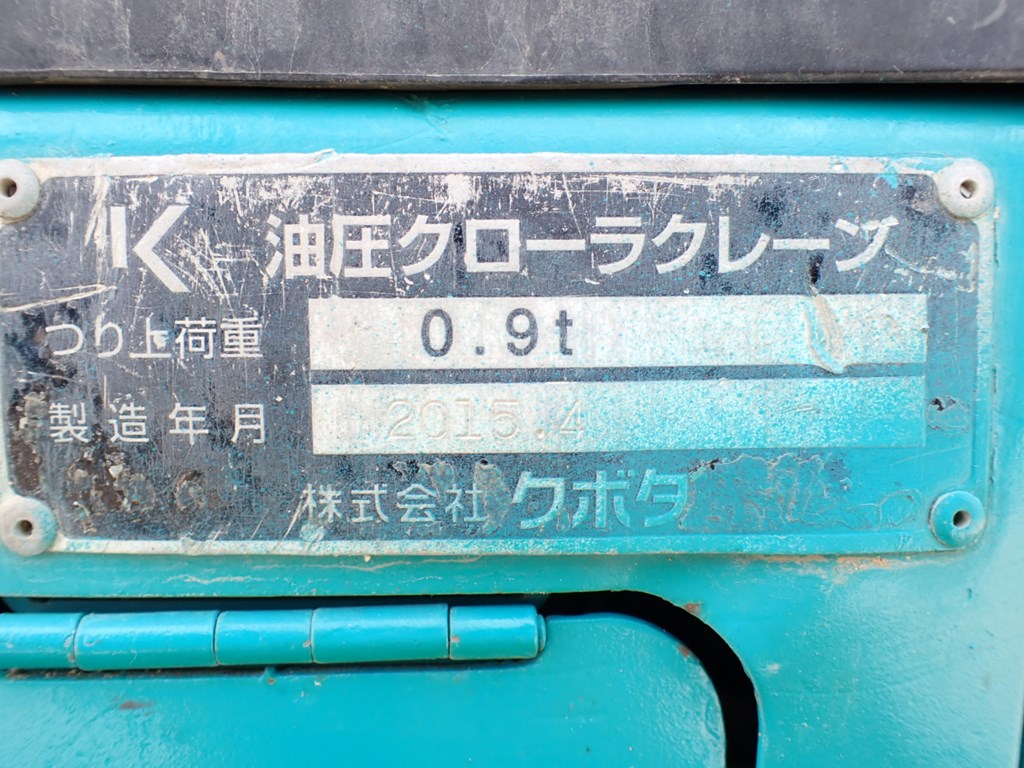 K 油圧クローラクレーン
つり上荷重 0.9t
製造年月 2015.4
株式会社 クボタ